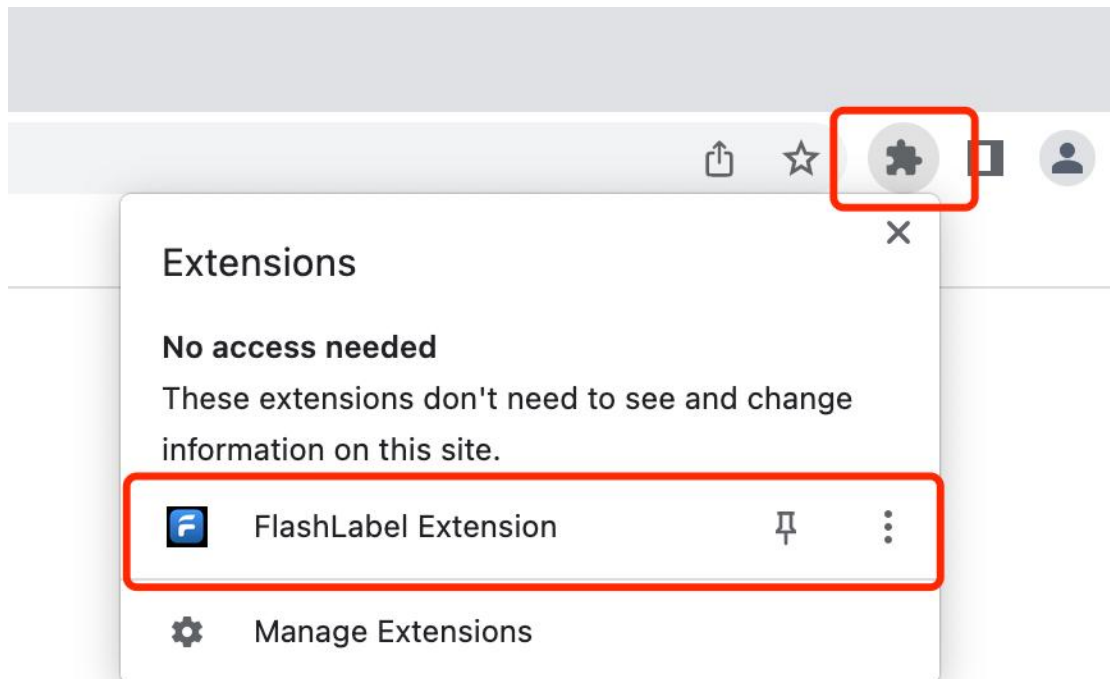 Extensions
No access needed
These extensions don't need to see and change
information on this site.
FlashLabel Extension
Manage Extensions